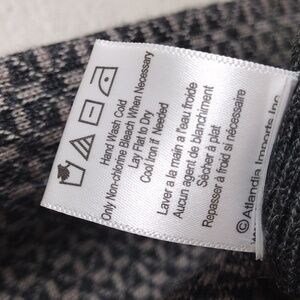 Hand Wash Cold
Only Non-chlorine Bleach When Necessary
Lay Flat to Dry
Cool Iron if Needed
Laver a la main a l'eau froide
Aucun agent de blanchiment
Sécher à plat
Repasser à froid si nécessaire
© Atlandia Imports Inc